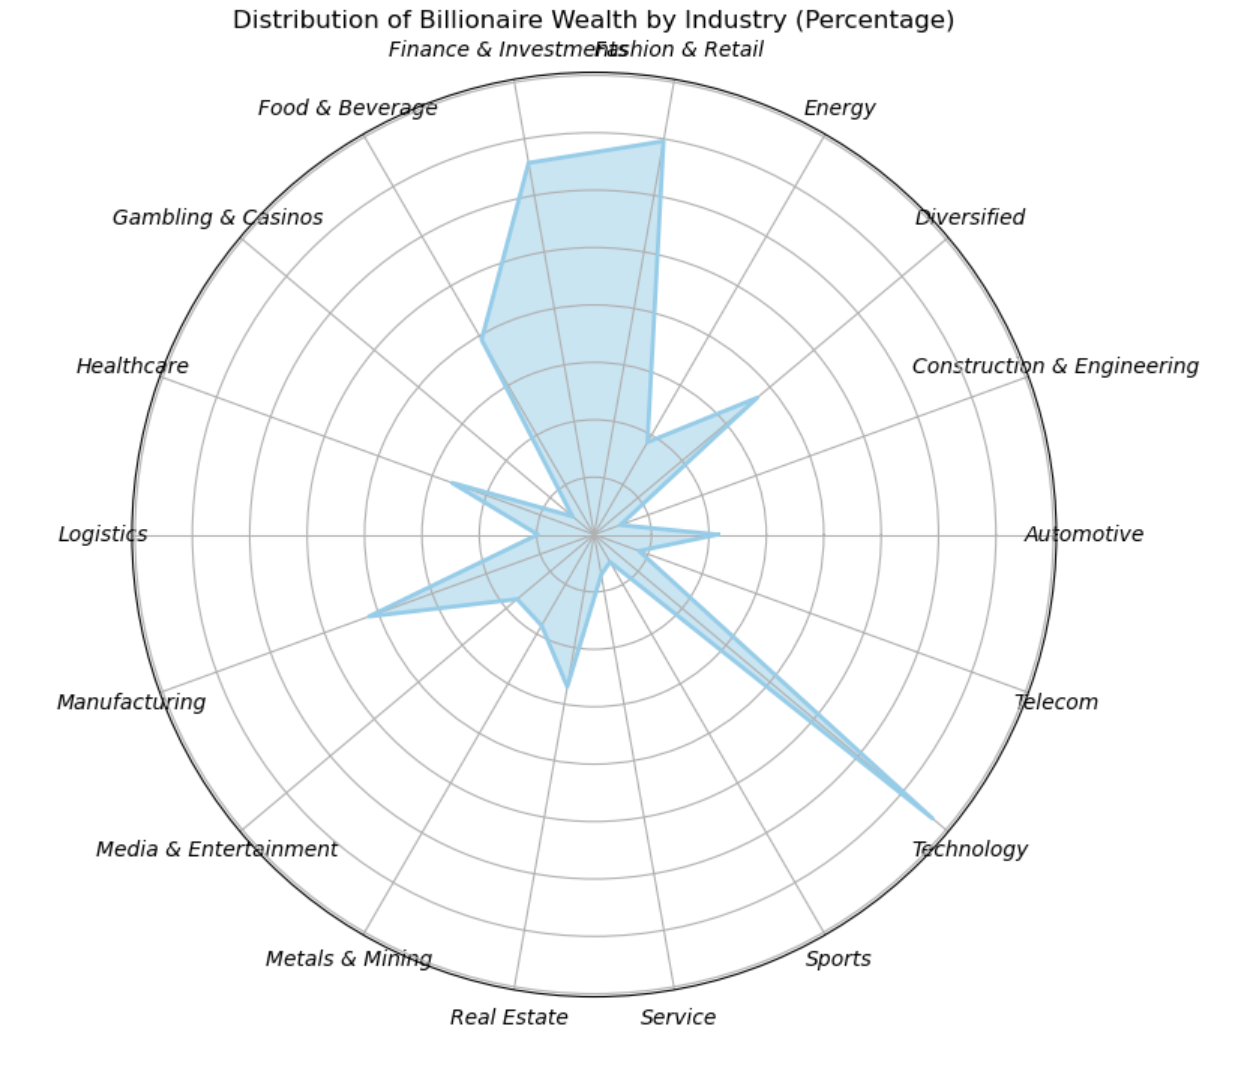 Distribution of Billionaire Wealth by Industry (Percentage)
Finance & Investments
Fashion & Retail
Food & Beverage
Energy
Gambling & Casinos
Diversified
Healthcare
Construction & Engineering
Logistics
Automotive
Manufacturing
Telecom
Media & Entertainment
Technology
Metals & Mining
Sports
Real Estate
Service